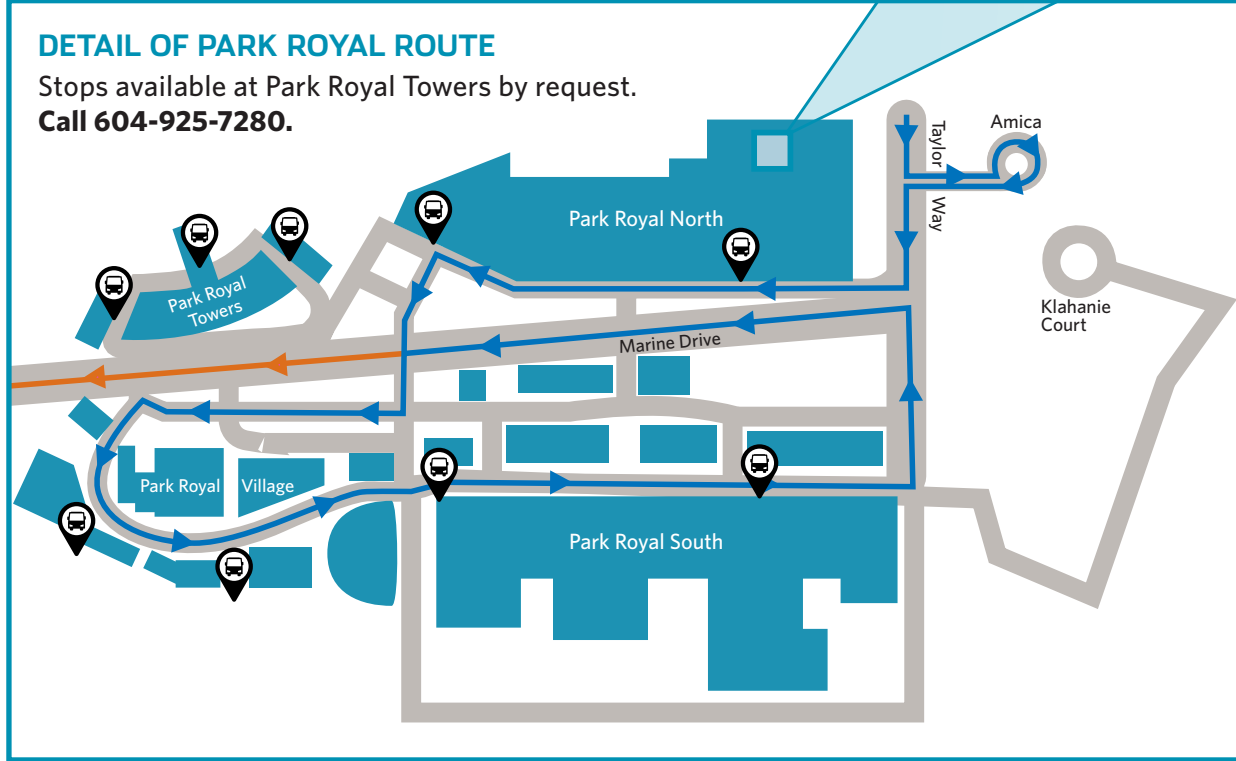 DETAIL OF PARK ROYAL ROUTE
Stops available at Park Royal Towers by request.
Call 604-925-7280.
Taylor Way
Amica
Park Royal North
Park Royal
Towers
Klahanie
Court
Marine Drive
Park Royal Village
Park Royal South